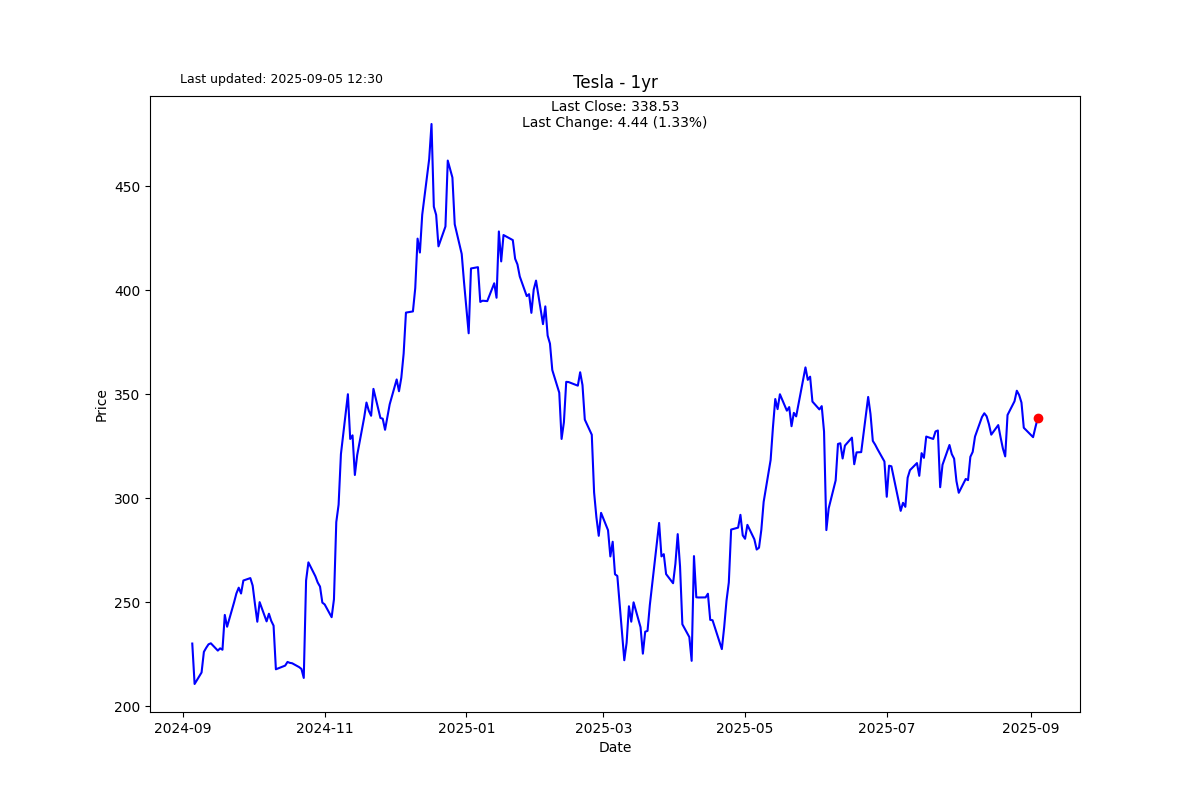 Last updated: 2025-09-05 12:30
Tesla - 1yr
Last Close: 338.53
Last Change: 4.44 (1.33%)
450
400
350
300
250
200
Price
2024-09 2024-11 2025-01 2025-03 2025-05 2025-07 2025-09
Date